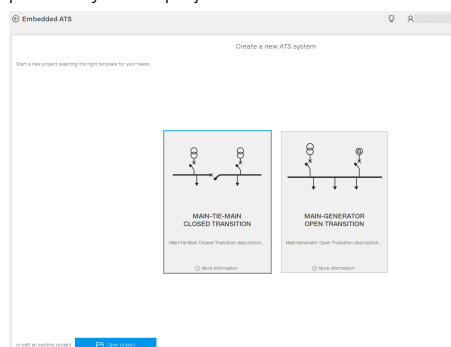 Embedded ATS
Create a new ATS system
Start a new project selecting the right template for your needs:
MAIN-TIE-MAIN
CLOSED TRANSITION
Main-Tie-Main Closed Transition description...
More information
MAIN-GENERATOR
OPEN TRANSITION
Main-Generator Open Transition description...
More information
or edit an existing project
Open project